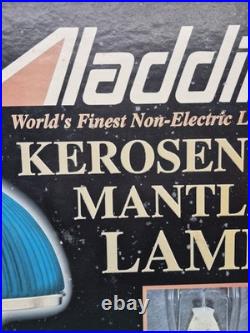 Aladdi
World's Finest Non-Electric L
KEROSEN
MANTL
LAM